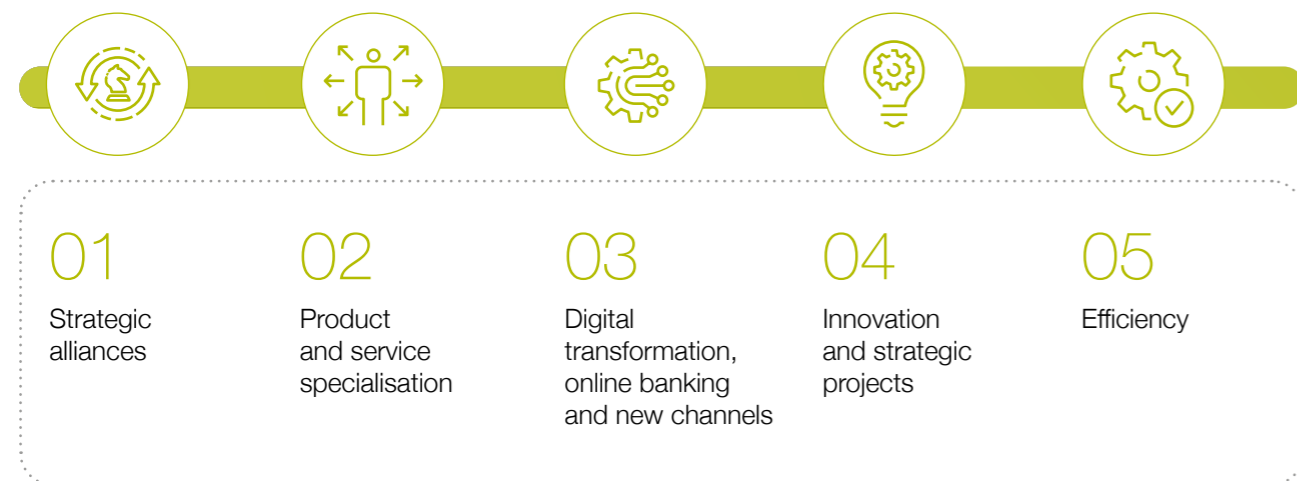 01
Strategic
alliances
02
Product
and service
specialisation
03
Digital
transformation,
online banking
and new channels
04
Innovation
and strategic
projects
05
Efficiency